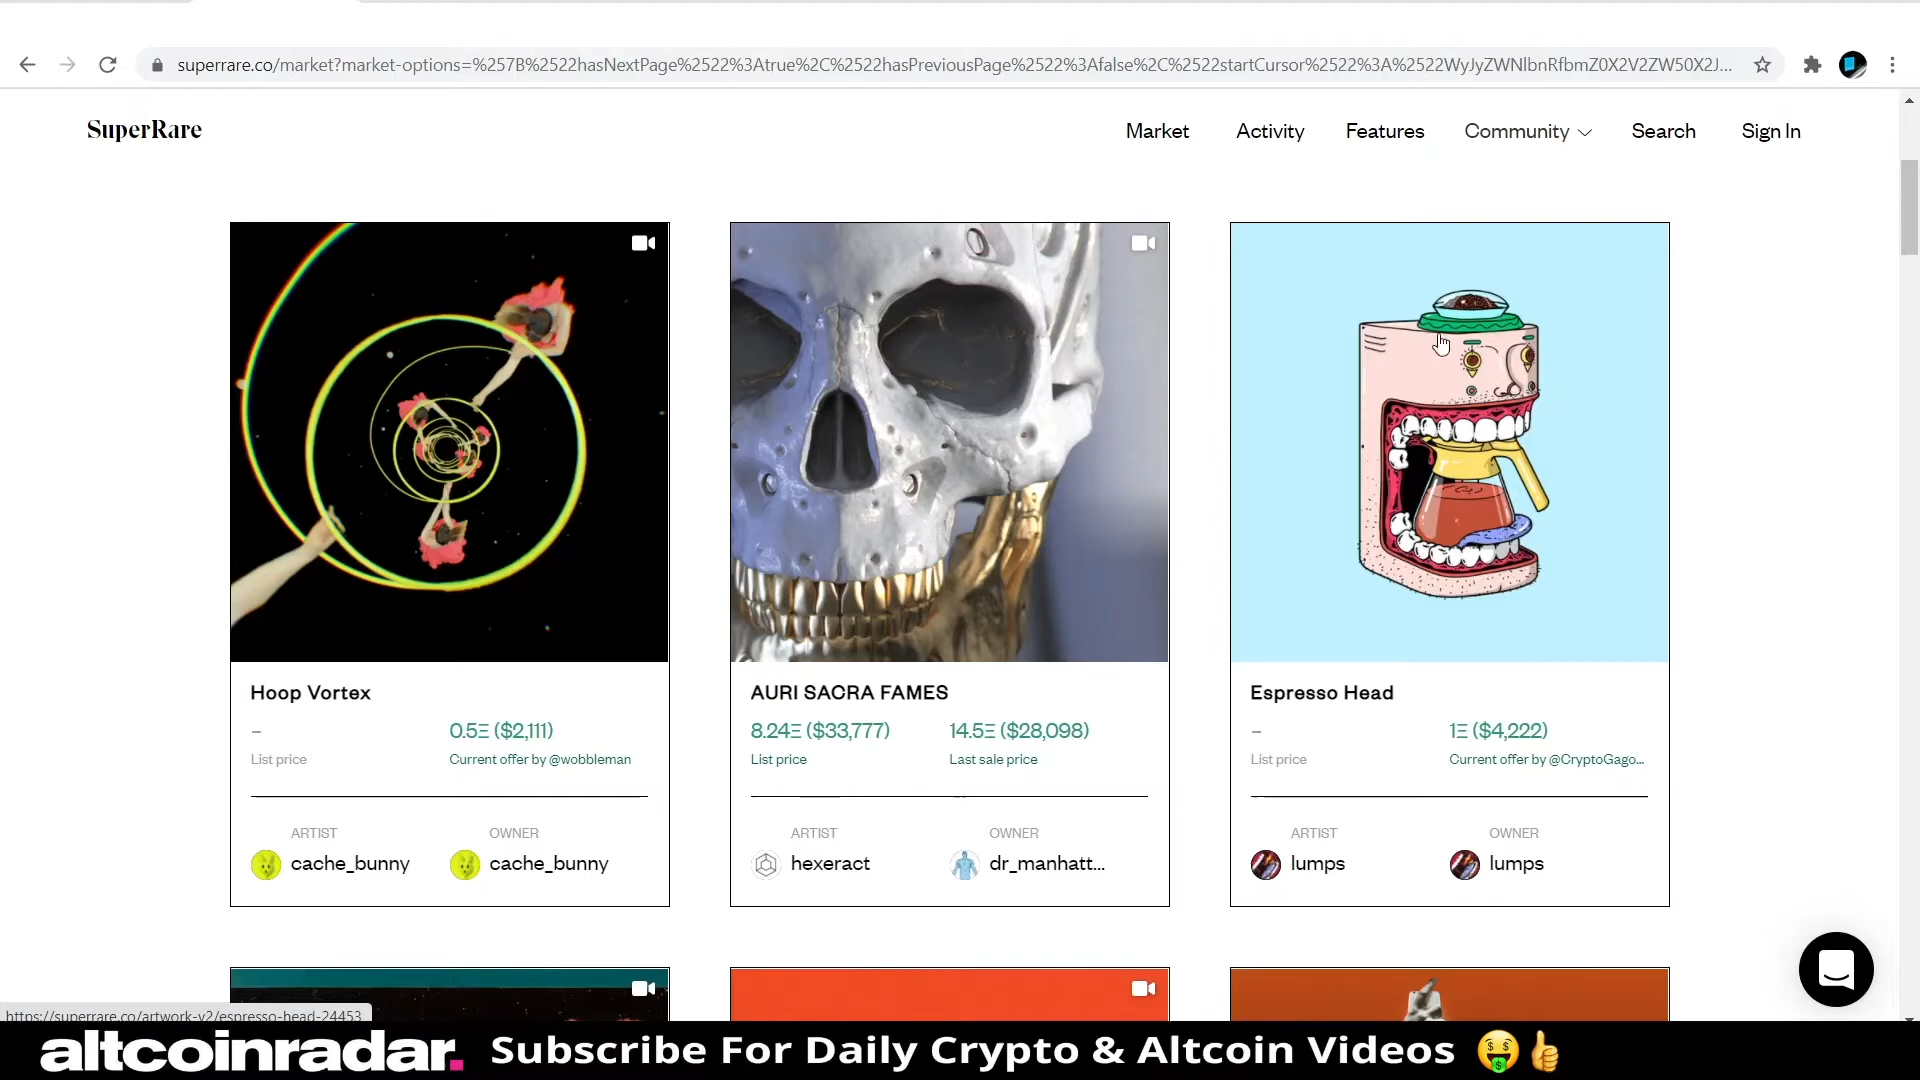 superrare.co/market?market-options=%257B%2522hasNextPage%2522%3Atrue%2C%2522hasPreviousPage%2522%3Afalse%2C%2522startCursor%2522%3A%2522WyJyZWNlbnRfbmZ0X2V2ZW50X2J...
SuperRare Market Activity Features Community Search Sign In
Hoop Vortex
– 0.5Ξ ($2,111)
List price Current offer by @wobbleman
ARTIST OWNER
cache_bunny cache_bunny
AURI SACRA FAMES
8.24Ξ ($33,777) 14.5Ξ ($28,098)
List price Last sale price
ARTIST OWNER
hexeract dr_manhatt...
Espresso Head
– 1Ξ ($4,222)
List price Current offer by @CryptoGago...
ARTIST OWNER
lumps lumps
https://superrare.co/artwork-v2/espresso-head-24453
altcoinradar. Subscribe For Daily Crypto & Altcoin Videos 🤑👍